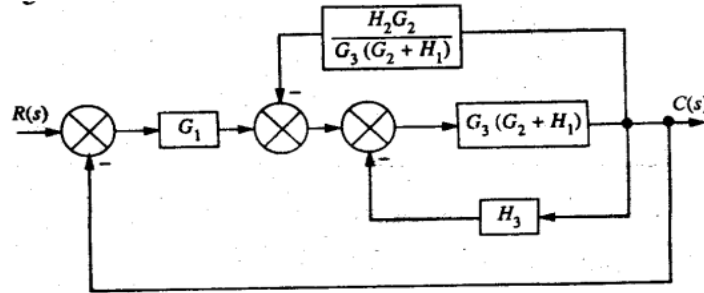 H₂G₂
G₃ (G₂ + H₁)
R(s)
G₁
G₃ (G₂ + H₁)
C(s)
H₃